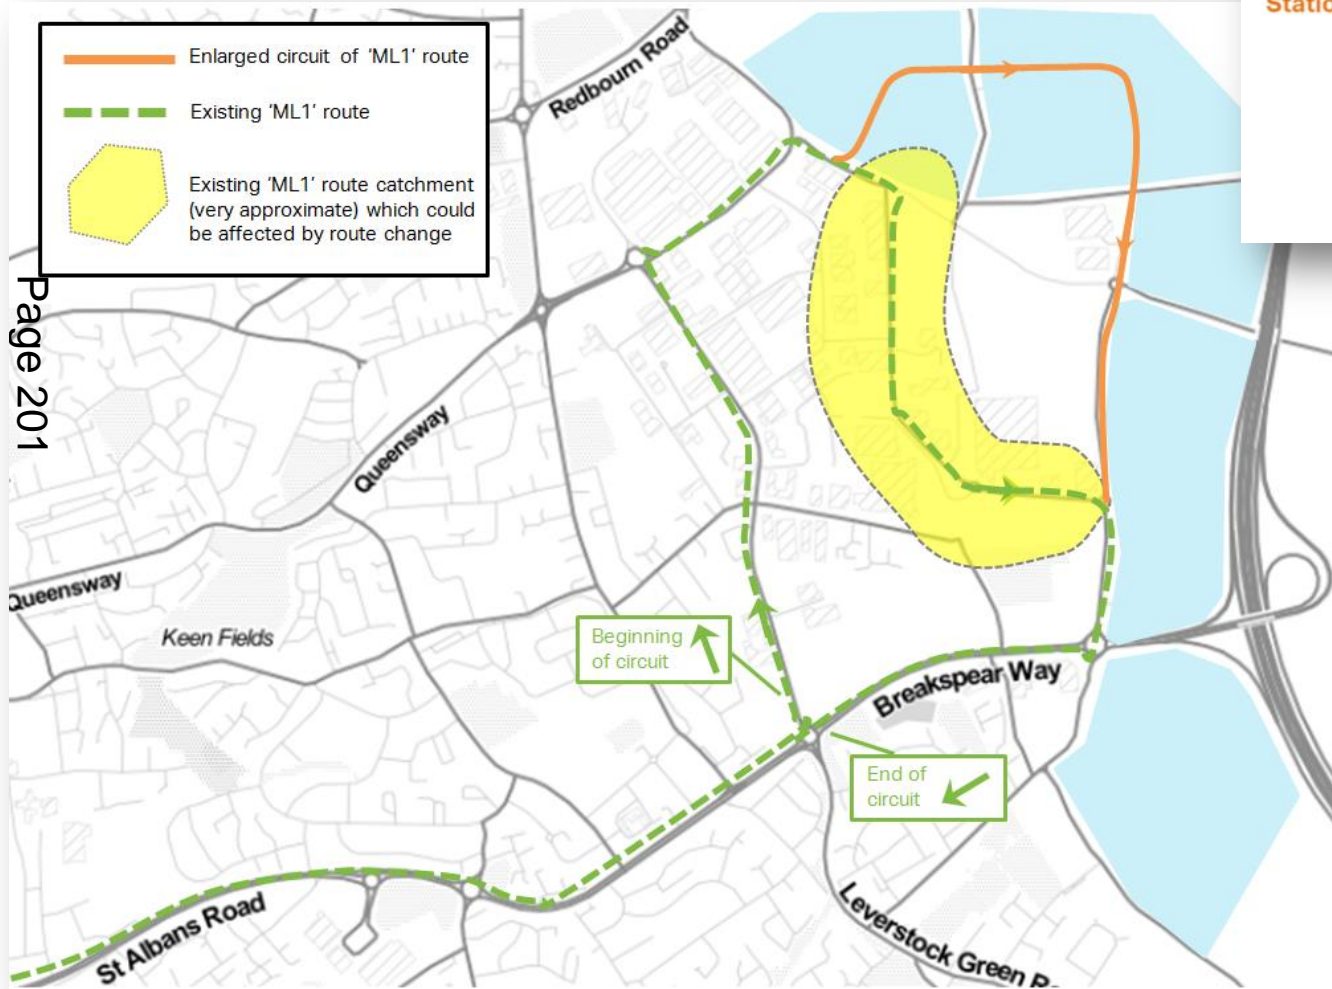 Static
Enlarged circuit of 'ML1' route
Existing 'ML1' route
Existing 'ML1' route catchment
(very approximate) which could
be affected by route change
Redbourn Road
Page 201
Queensway
Queensway
Keen Fields
Beginning
of circuit
Breakspear Way
End of
circuit
St Albans Road
Leverstock Green